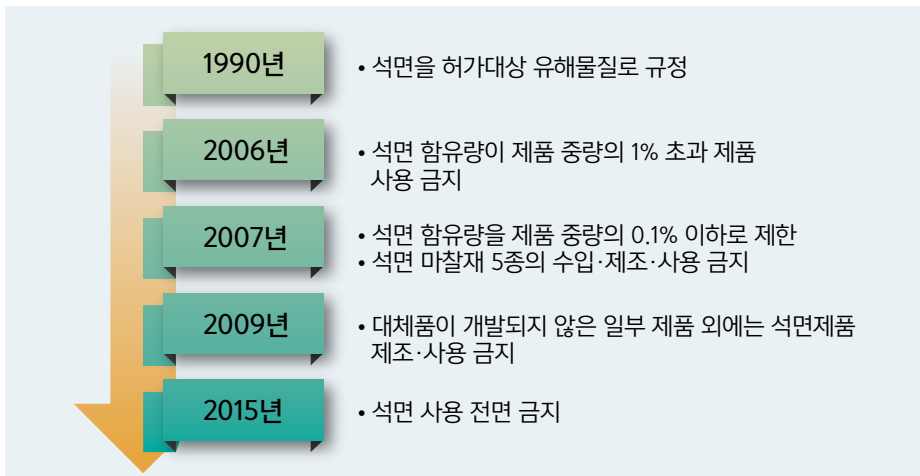 1990년
• 석면을 허가대상 유해물질로 규정
2006년
• 석면 함유량이 제품 중량의 1% 초과 제품
사용 금지
2007년
• 석면 함유량을 제품 중량의 0.1% 이하로 제한
• 석면 마찰재 5종의 수입·제조·사용 금지
2009년
• 대체품이 개발되지 않은 일부 제품 외에는 석면제품
제조·사용 금지
2015년
• 석면 사용 전면 금지